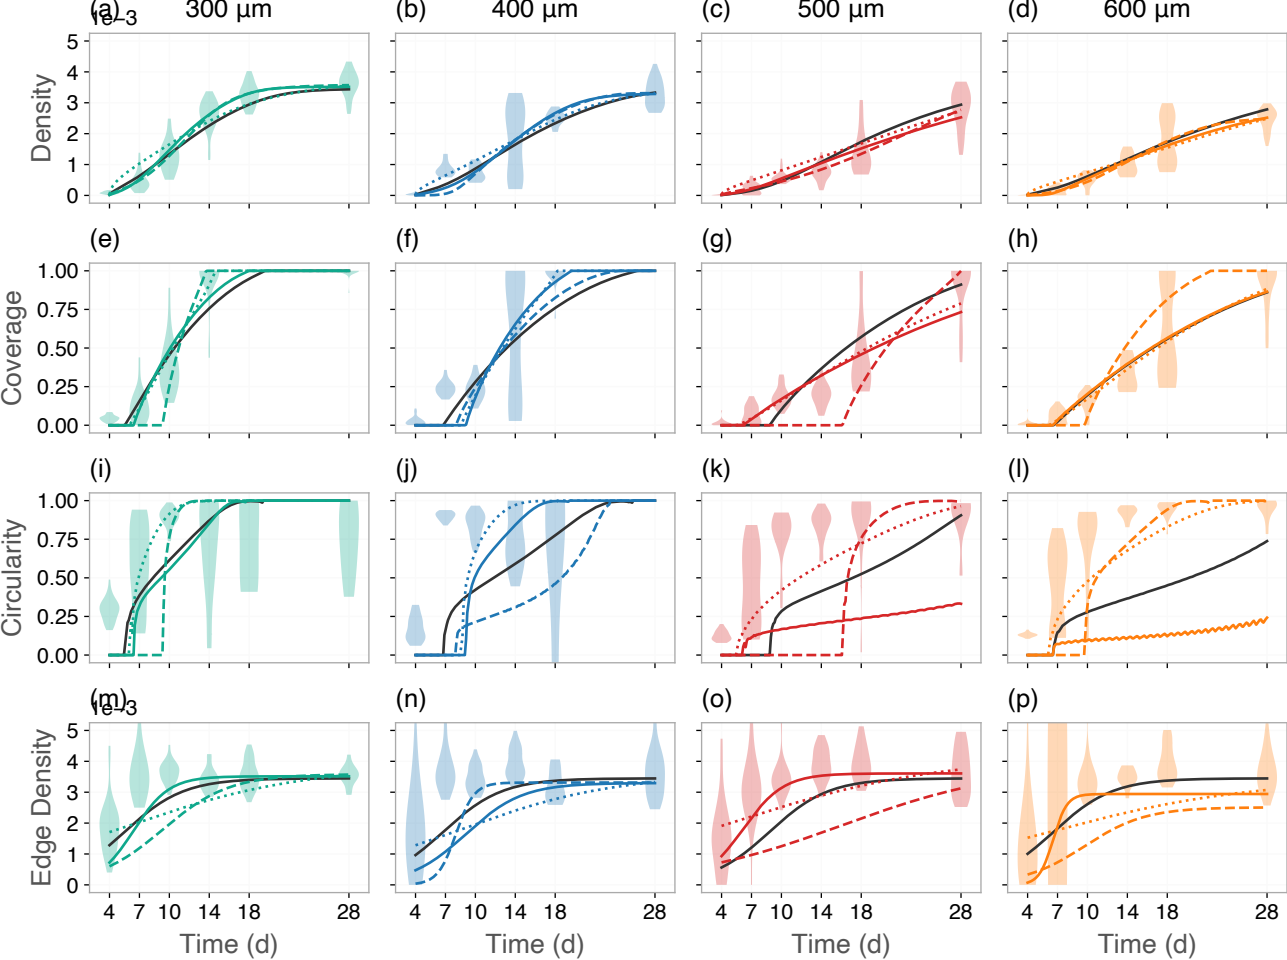 (a) 300 μm (b) 400 μm (c) 500 μm (d) 600 μm
1e−3
5
4
3
2
1
0
Density
(e) (f) (g) (h)
1.00
0.75
0.50
0.25
0.00
Coverage
(i) (j) (k) (l)
1.00
0.75
0.50
0.25
0.00
Circularity
(m) (n) (o) (p)
1e−3
5
4
3
2
1
0
Edge Density
4 7 10 14 18 28 4 7 10 14 18 28 4 7 10 14 18 28 4 7 10 14 18 28
Time (d) Time (d) Time (d) Time (d)